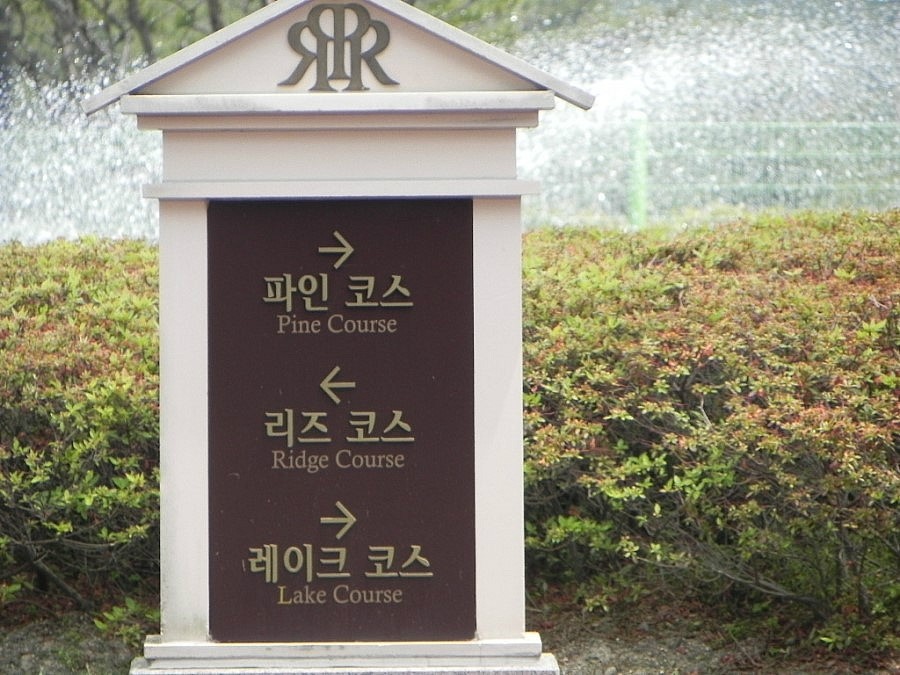 →
파인 코스
Pine Course
←
리즈 코스
Ridge Course
→
레이크 코스
Lake Course